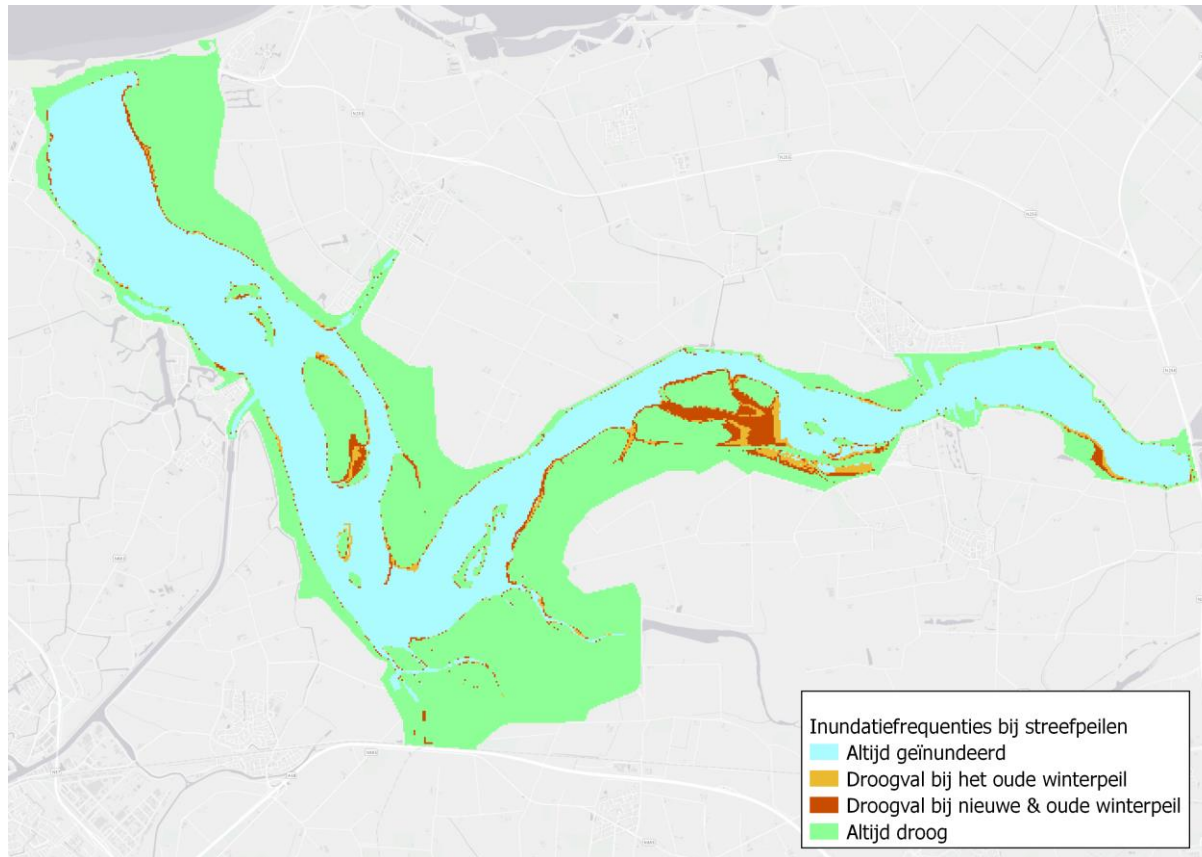 Inundatiefrequenties bij streefpeilen
Altijd geïnundeerd
Droogval bij het oude winterpeil
Droogval bij nieuwe & oude winterpeil
Altijd droog